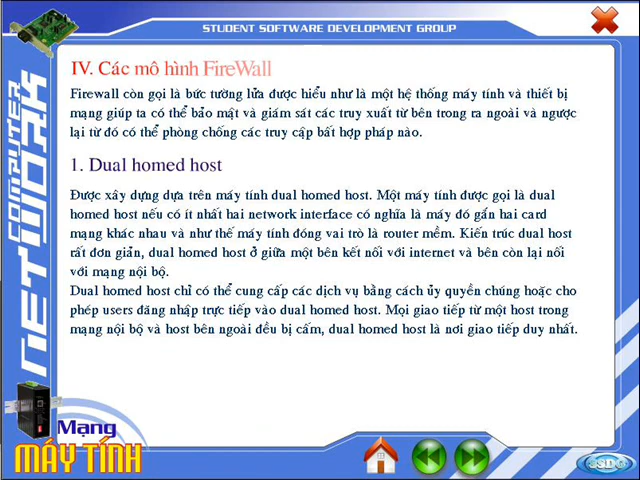 STUDENT SOFTWARE DEVELOPMENT GROUP
IV. Các mô hình FireWall
Firewall còn gọi là bức tường lửa được hiểu như là một hệ thống máy tính và thiết bị
mạng giúp ta có thể bảo mật và giám sát các truy xuất từ bên trong ra ngoài và ngược
lại từ đó có thể phòng chống các truy cập bất hợp pháp nào.
1. Dual homed host
Được xây dựng dựa trên máy tính dual homed host. Một máy tính được gọi là dual
homed host nếu có ít nhất hai network interface có nghĩa là máy đó gắn hai card
mạng khác nhau và như thế máy tính đóng vai trò là router mềm. Kiến trúc dual host
rất đơn giản, dual homed host ở giữa một bên kết nối với internet và bên còn lại nối
với mạng nội bộ.
Dual homed host chỉ có thể cung cấp các dịch vụ bằng cách ủy quyền chúng hoặc cho
phép users đăng nhập trực tiếp vào dual homed host. Mọi giao tiếp từ một host trong
mạng nội bộ và host bên ngoài đều bị cấm, dual homed host là nơi giao tiếp duy nhất.
COMPUTER
NETWORK
Mạng
MÁY TÍNH
SSDG